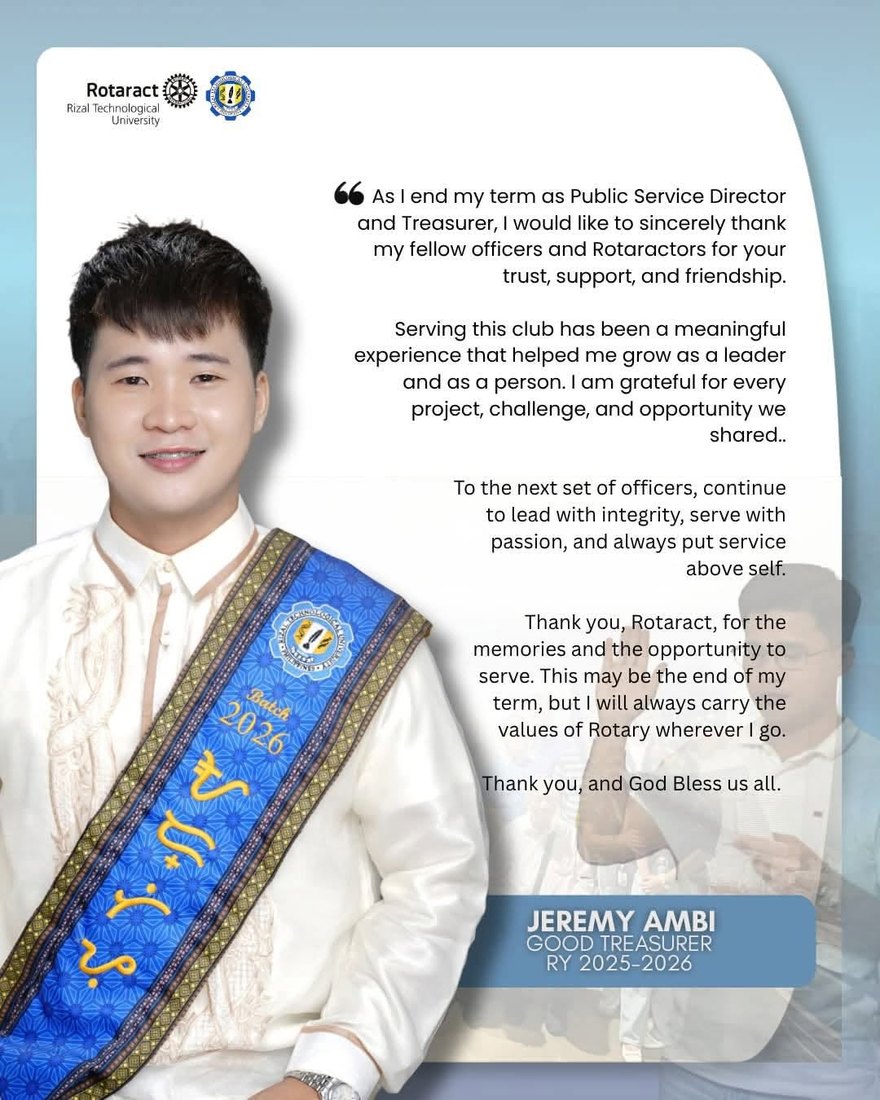 Rotaract
Rizal Technological
University
❝ As I end my term as Public Service Director
and Treasurer, I would like to sincerely thank
my fellow officers and Rotaractors for your
trust, support, and friendship.
Serving this club has been a meaningful
experience that helped me grow as a leader
and as a person. I am grateful for every
project, challenge, and opportunity we
shared..
To the next set of officers, continue
to lead with integrity, serve with
passion, and always put service
above self.
Thank you, Rotaract, for the
memories and the opportunity to
serve. This may be the end of my
term, but I will always carry the
values of Rotary wherever I go.
Thank you, and God Bless us all.
Batch
2026
JEREMY AMBI
GOOD TREASURER
RY 2025-2026